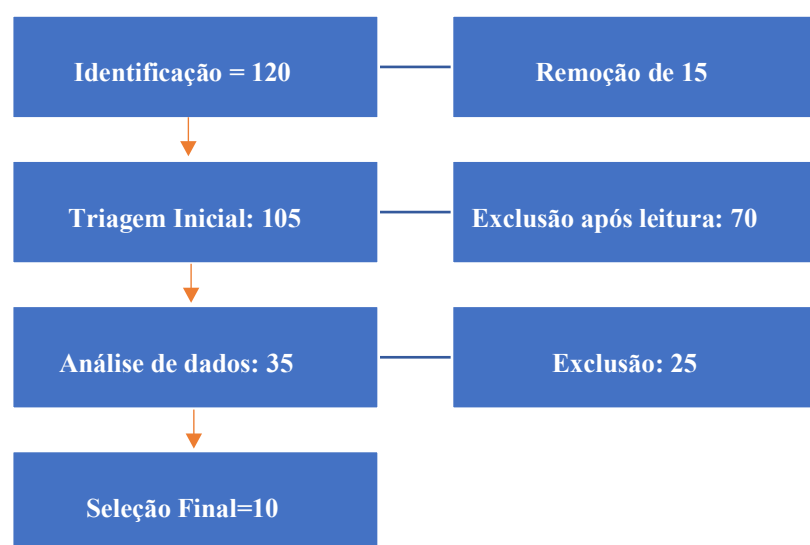 Identificação = 120
Remoção de 15
Triagem Inicial: 105
Exclusão após leitura: 70
Análise de dados: 35
Exclusão: 25
Seleção Final=10